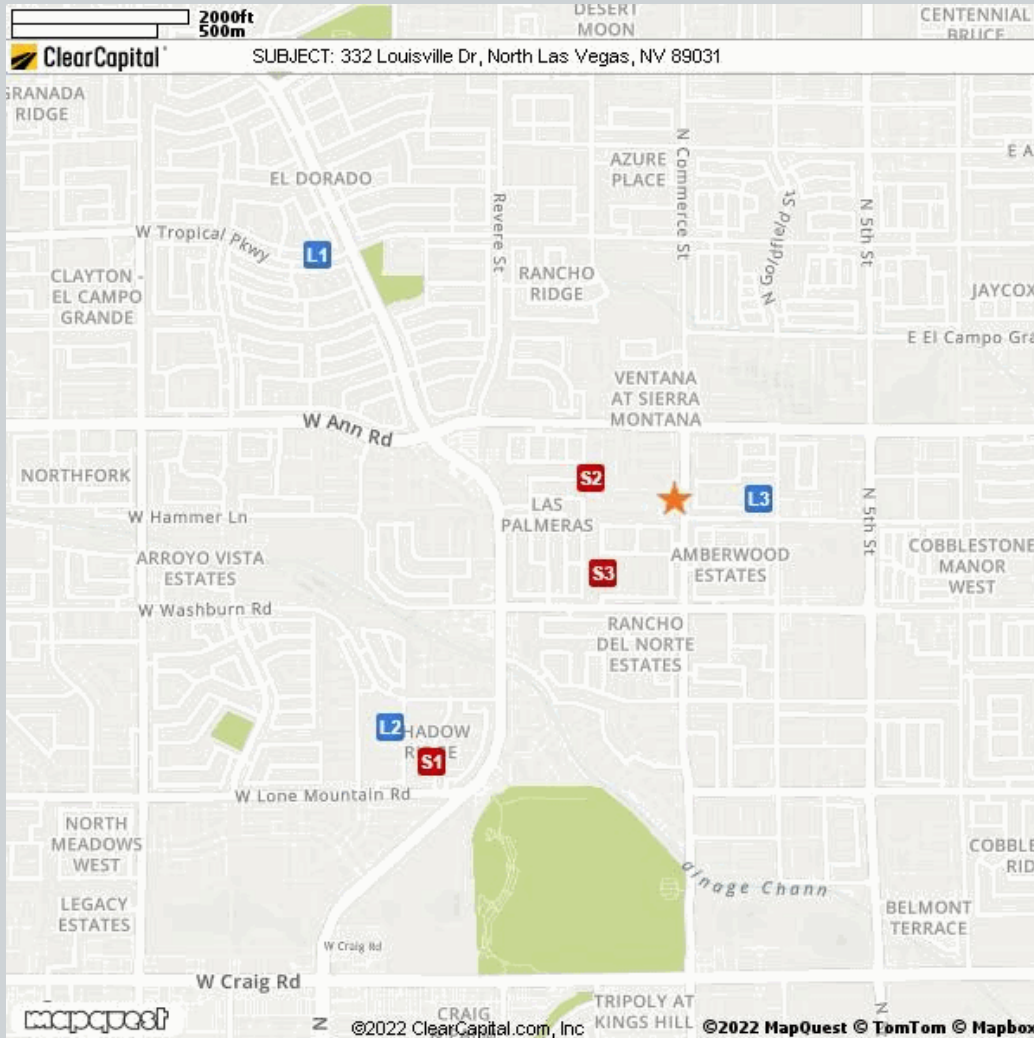 2000ft
500m
DESERT
MOON
CENTENNIAL
BRUCE
ClearCapital
SUBJECT: 332 Louisville Dr, North Las Vegas, NV 89031
GRANADA
RIDGE
EL DORADO
AZURE
PLACE
N Commerce St
E A
Revere St
N Goldfield St
N 5th St
W Tropical Pkwy
L1
CLAYTON -
EL CAMPO
GRANDE
RANCHO
RIDGE
JAYCOX
E El Campo Gra
VENTANA
AT SIERRA
MONTANA
W Ann Rd
NORTHFORK
S2
L3
LAS
PALMERAS
N 5th St
W Hammer Ln
ARROYO VISTA
ESTATES
S3
AMBERWOOD
ESTATES
COBBLESTONE
MANOR
WEST
W Washburn Rd
RANCHO
DEL NORTE
ESTATES
L2
HADOW
S1
W Lone Mountain Rd
NORTH
MEADOWS
WEST
COBBLE
RID
ainage Chann
LEGACY
ESTATES
BELMONT
TERRACE
W Craig Rd
W Craig Rd
mapquest
N
©2022 ClearCapital.com, Inc
CRAIG
TRIPOLY AT
KINGS HILL
N
©2022 MapQuest © TomTom © Mapbox